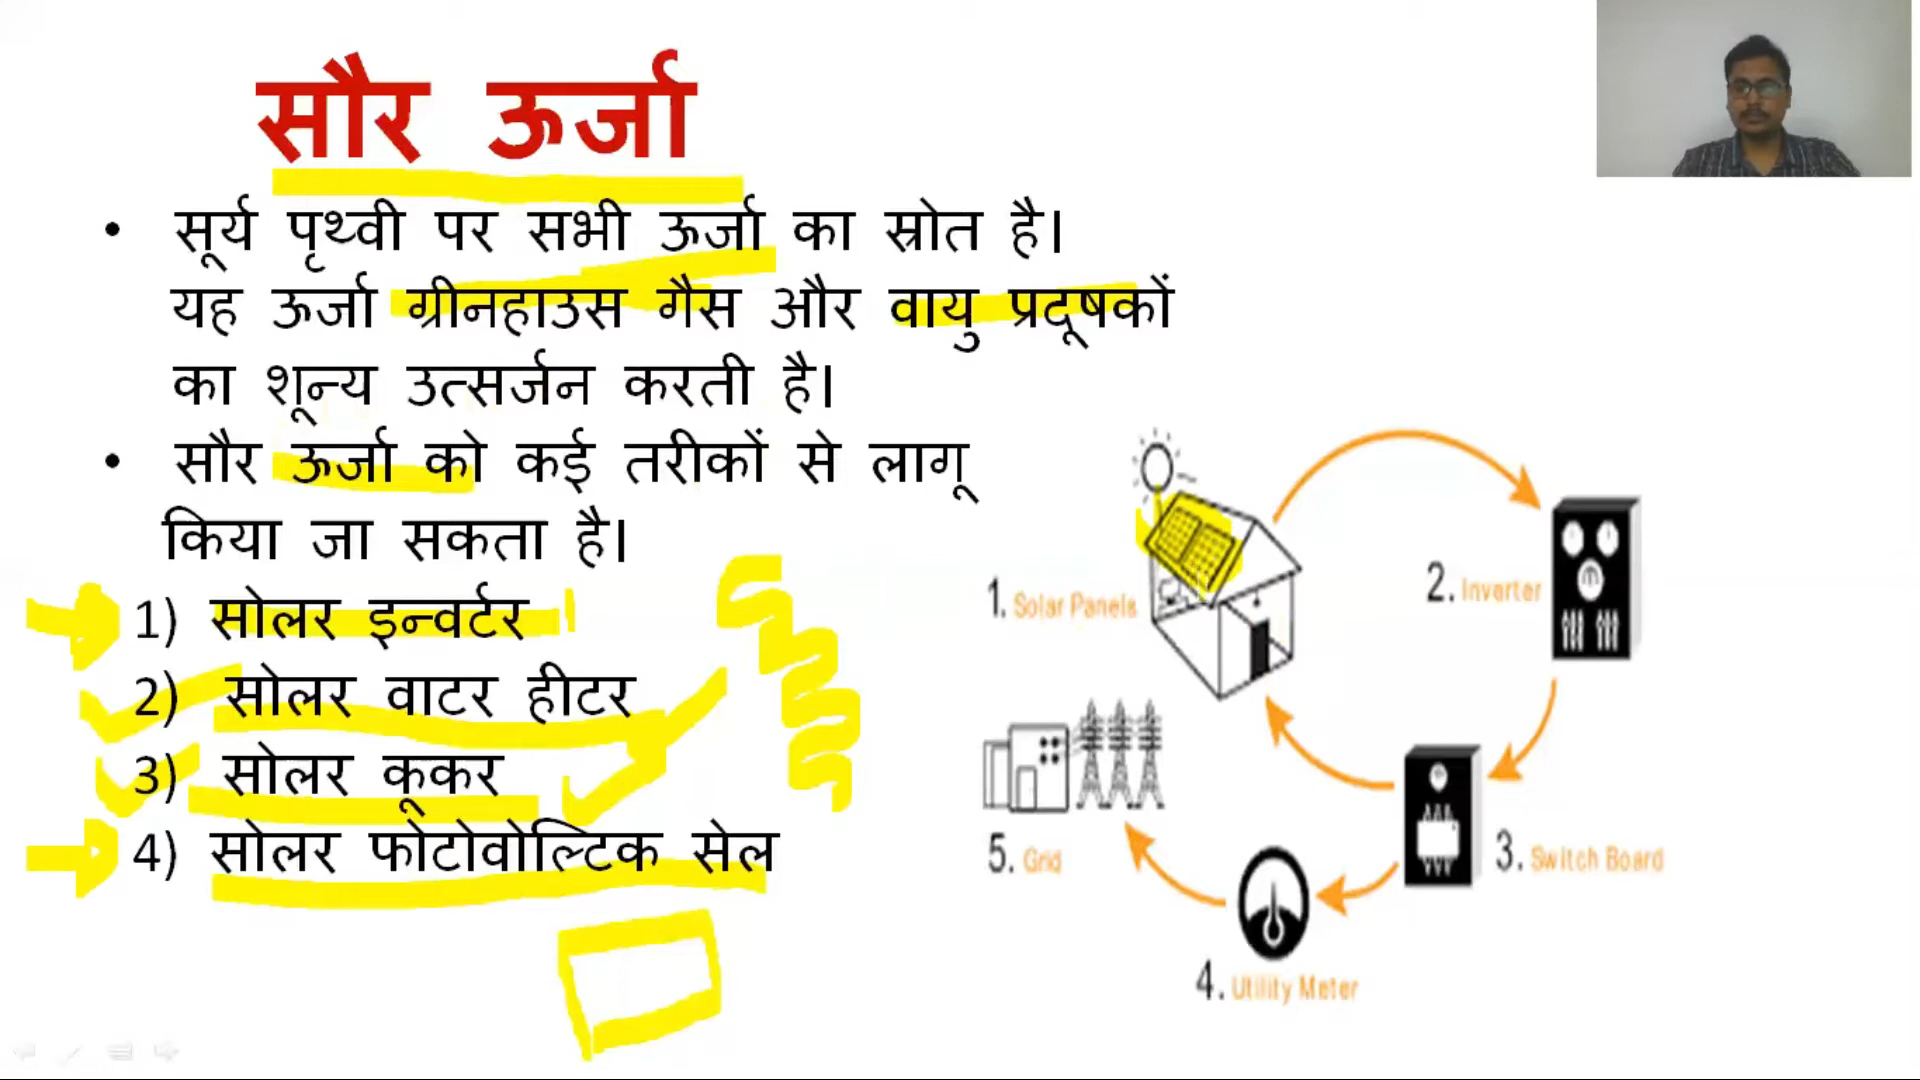 सौर ऊर्जा
• सूर्य पृथ्वी पर सभी ऊर्जा का स्रोत है।
यह ऊर्जा ग्रीनहाउस गैस और वायु प्रदूषकों
का शून्य उत्सर्जन करती है।
• सौर ऊर्जा को कई तरीकों से लागू
किया जा सकता है।
1) सोलर इन्वर्टर
2) सोलर वाटर हीटर
3) सोलर कूकर
4) सोलर फोटोवोल्टिक सेल
1. Solar Panels
2. Inverter
3. Switch Board
4. Utility Meter
5. Grid